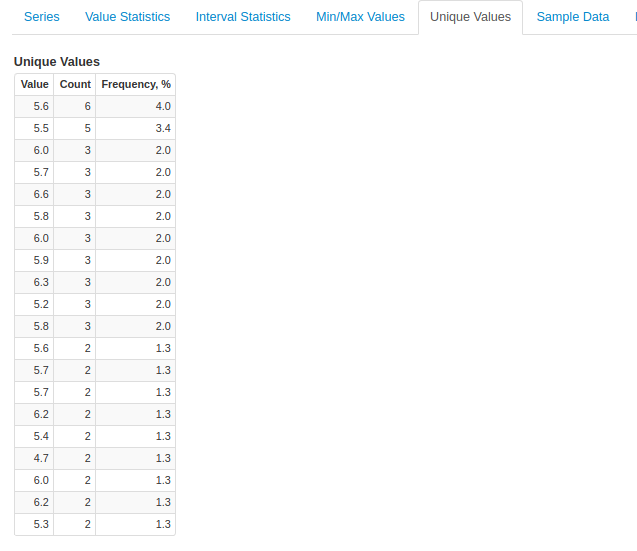 Series Value Statistics Interval Statistics Min/Max Values Unique Values Sample Data
Unique Values
Value Count Frequency, %
5.6 6 4.0
5.5 5 3.4
6.0 3 2.0
5.7 3 2.0
6.6 3 2.0
5.8 3 2.0
6.0 3 2.0
5.9 3 2.0
6.3 3 2.0
5.2 3 2.0
5.8 3 2.0
5.6 2 1.3
5.7 2 1.3
5.7 2 1.3
6.2 2 1.3
5.4 2 1.3
4.7 2 1.3
6.0 2 1.3
6.2 2 1.3
5.3 2 1.3